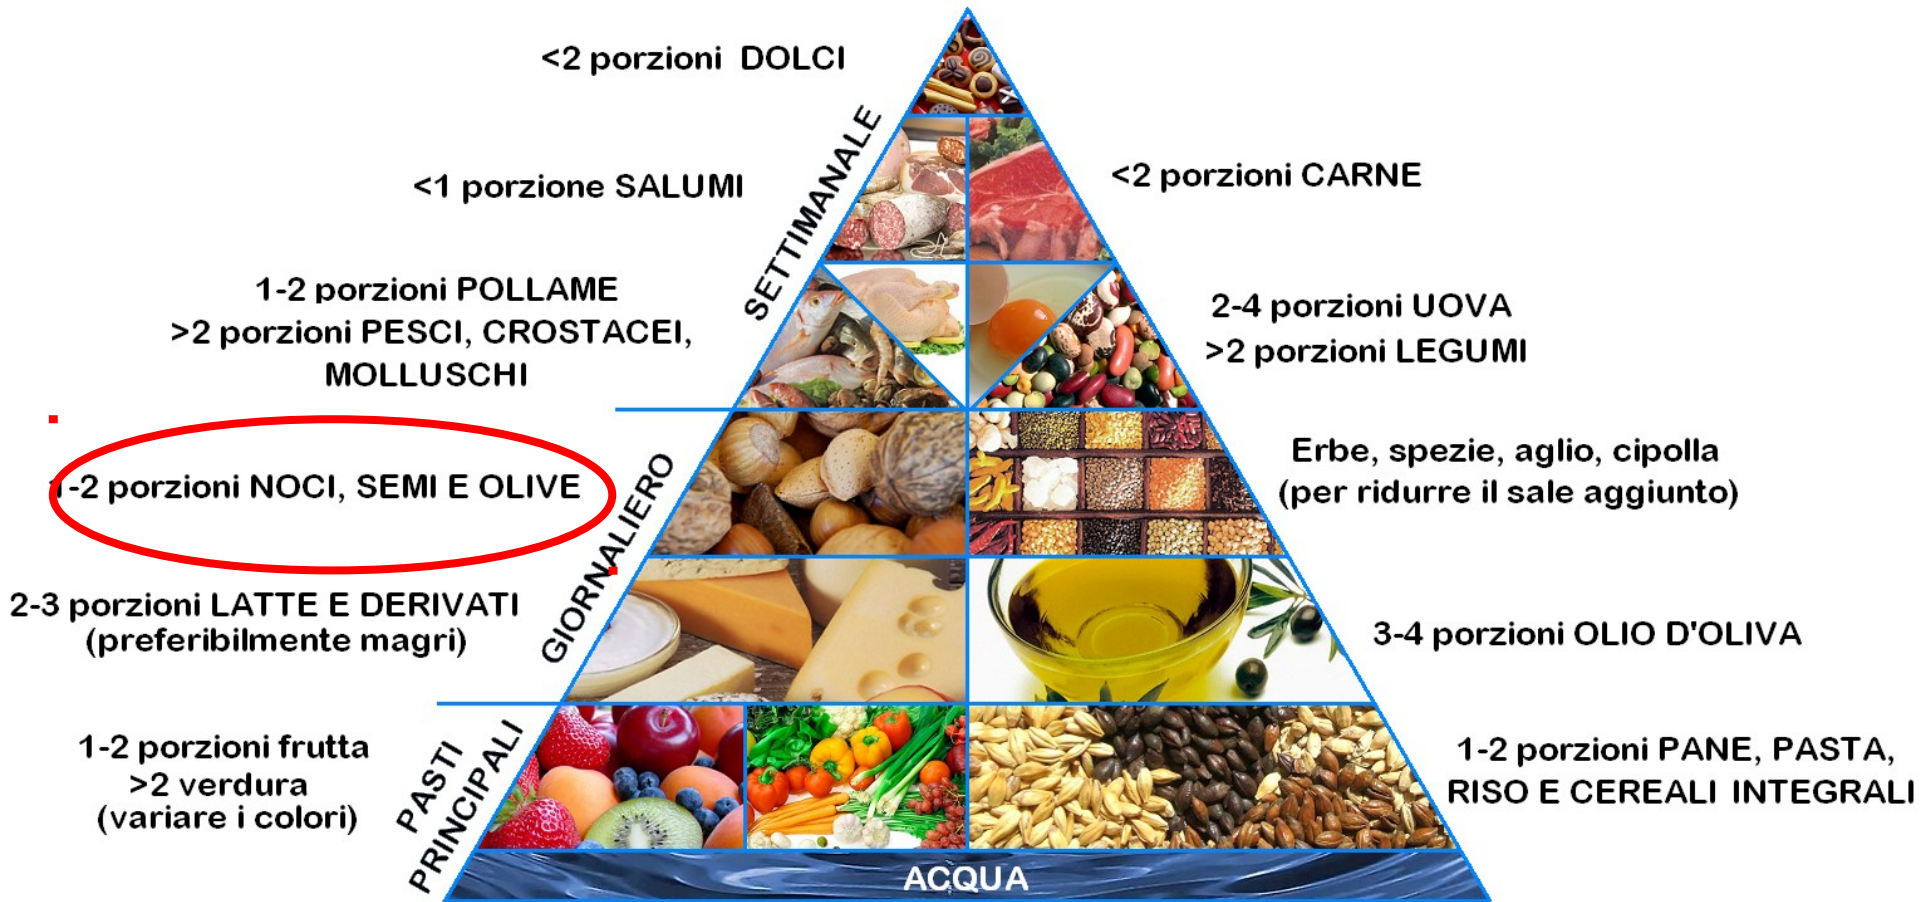 <2 porzioni DOLCI
<1 porzione SALUMI
<2 porzioni CARNE
SETTIMANALE
1-2 porzioni POLLAME
>2 porzioni PESCI, CROSTACEI,
MOLLUSCHI
2-4 porzioni UOVA
>2 porzioni LEGUMI
1-2 porzioni NOCI, SEMI E OLIVE
Erbe, spezie, aglio, cipolla
(per ridurre il sale aggiunto)
GIORNALIERO
2-3 porzioni LATTE E DERIVATI
(preferibilmente magri)
3-4 porzioni OLIO D'OLIVA
1-2 porzioni frutta
>2 verdura
(variare i colori)
PASTI
PRINCIPALI
1-2 porzioni PANE, PASTA,
RISO E CEREALI INTEGRALI
ACQUA